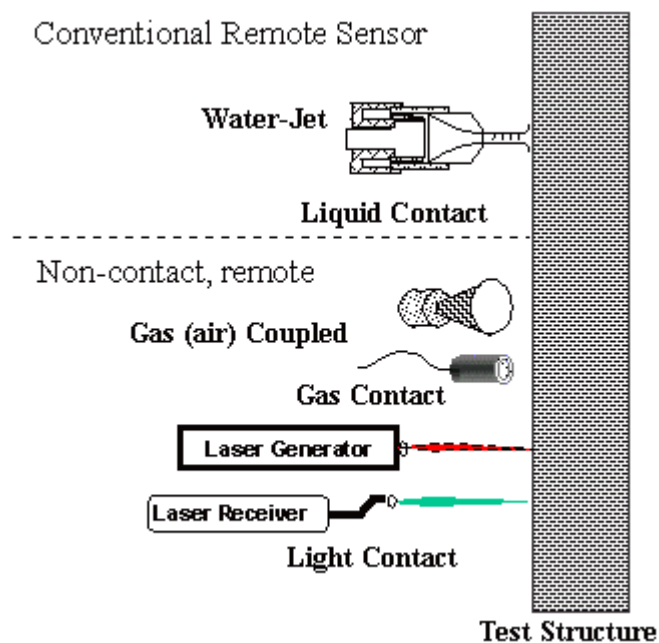 Conventional Remote Sensor
Water-Jet
Liquid Contact
Non-contact, remote
Gas (air) Coupled
Gas Contact
Laser Generator
Laser Receiver
Light Contact
Test Structure